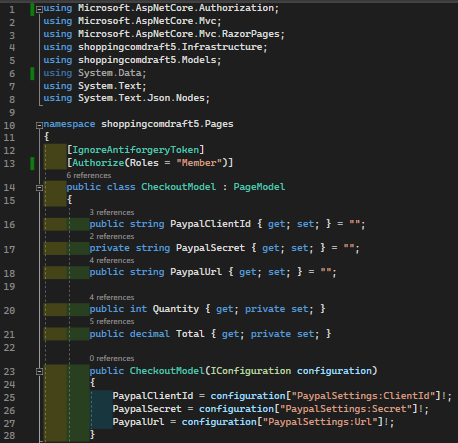 1 using Microsoft.AspNetCore.Authorization;
2 using Microsoft.AspNetCore.Mvc;
3 using Microsoft.AspNetCore.Mvc.RazorPages;
4 using shoppingcomdraft5.Infrastructure;
5 using shoppingcomdraft5.Models;
6 using System.Data;
7 using System.Text;
8 using System.Text.Json.Nodes;
9
10 namespace shoppingcomdraft5.Pages
11 {
12 [IgnoreAntiforgeryToken]
13 [Authorize(Roles = "Member")]
6 references
14 public class CheckoutModel : PageModel
15 {
3 references
16 public string PaypalClientId { get; set; } = "";
2 references
17 private string PaypalSecret { get; set; } = "";
4 references
18 public string PaypalUrl { get; set; } = "";
19
4 references
20 public int Quantity { get; private set; }
5 references
21 public decimal Total { get; private set; }
22
0 references
23 public CheckoutModel(IConfiguration configuration)
24 {
25 PaypalClientId = configuration["PaypalSettings:ClientId"]!;
26 PaypalSecret = configuration["PaypalSettings:Secret"]!;
27 PaypalUrl = configuration["PaypalSettings:Url"]!;
28 }